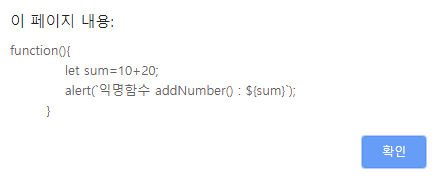 이 페이지 내용:
function(){
let sum=10+20;
alert(`익명함수 addNumber() : ${sum}`);
}
확인